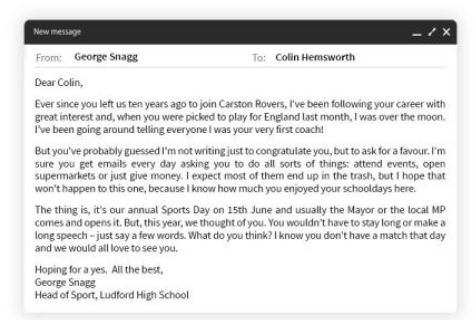 New message
From: George Snagg To: Colin Hemsworth
Dear Colin,
Ever since you left us ten years ago to join Carston Rovers, I've been following your career with
great interest and, when you were picked to play for England last month, I was over the moon.
I've been going around telling everyone I was your very first coach!
But you've probably guessed I'm not writing just to congratulate you, but to ask for a favour. I'm
sure you get emails every day asking you to do all sorts of things: attend events, open
supermarkets or just give money. I expect most of them end up in the trash, but I hope that
won't happen to this one, because I know how much you enjoyed your schooldays here.
The thing is, it's our annual Sports Day on 15th June and usually the Mayor or the local MP
comes and opens it. But, this year, we thought of you. You wouldn't have to stay long or make a
long speech – just say a few words. What do you think? I know you don't have a match that day
and we would all love to see you.
Hoping for a yes. All the best,
George Snagg
Head of Sport, Ludford High School